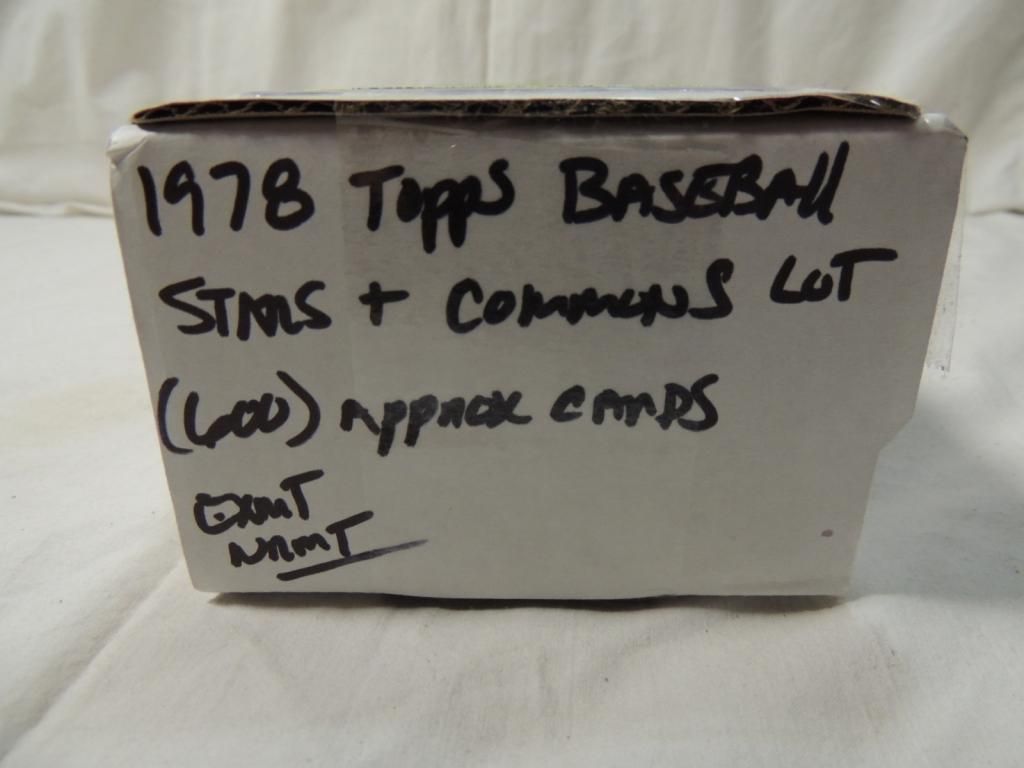 1978 Topps BASEBAll
STARS + COMMONS LOT
(600) APPROX CARDS
EXMT
NRMT